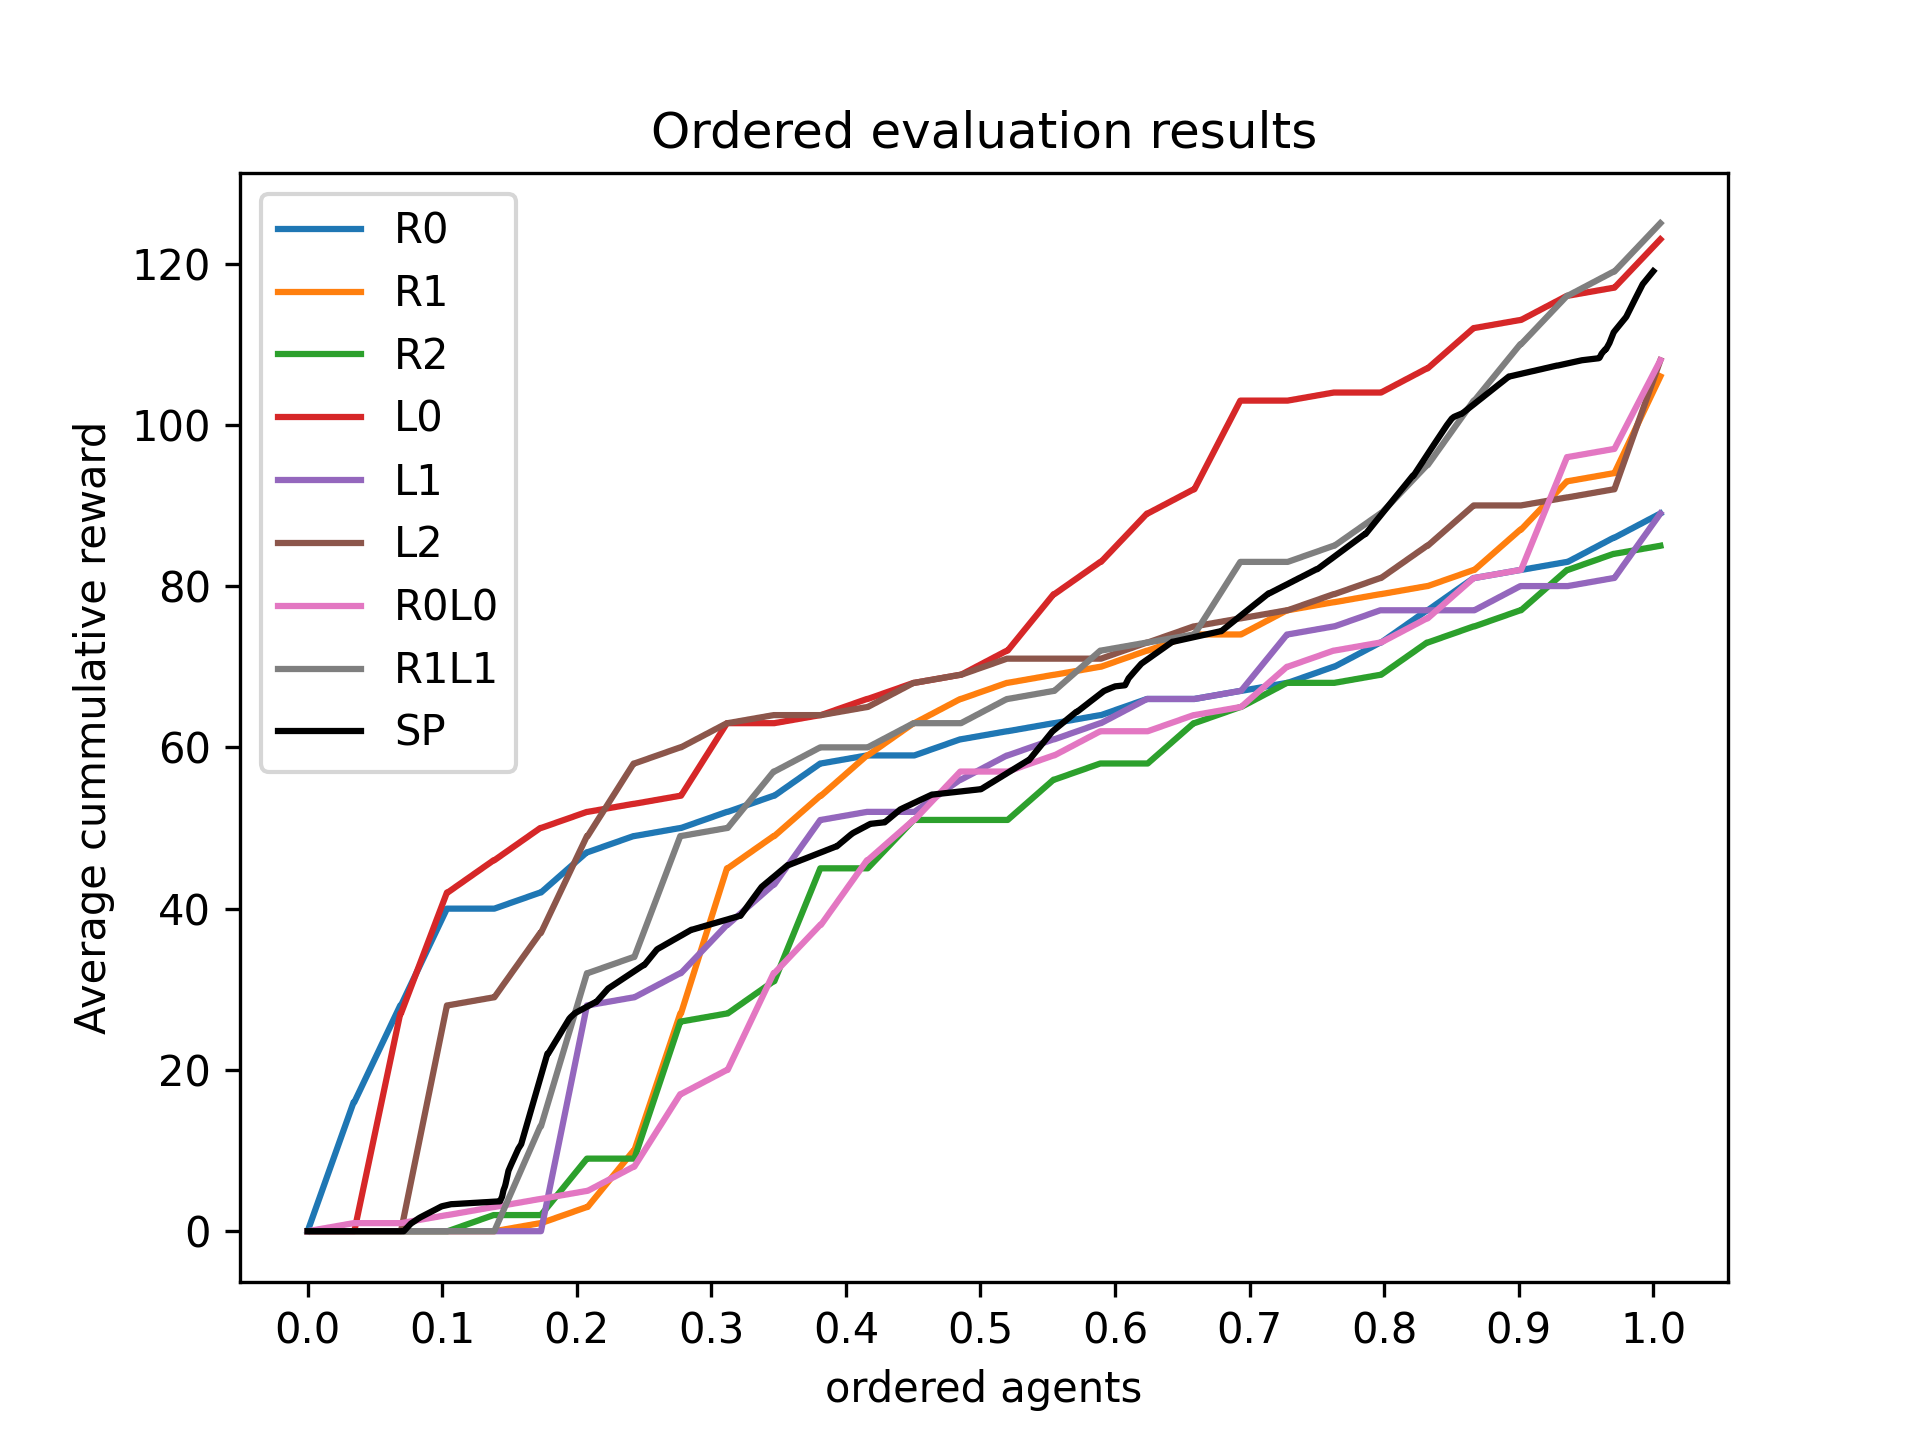 Ordered evaluation results
R0
R1
R2
L0
L1
L2
R0L0
R1L1
SP
Average cummulative reward
120
100
80
60
40
20
0
0.0 0.1 0.2 0.3 0.4 0.5 0.6 0.7 0.8 0.9 1.0
ordered agents